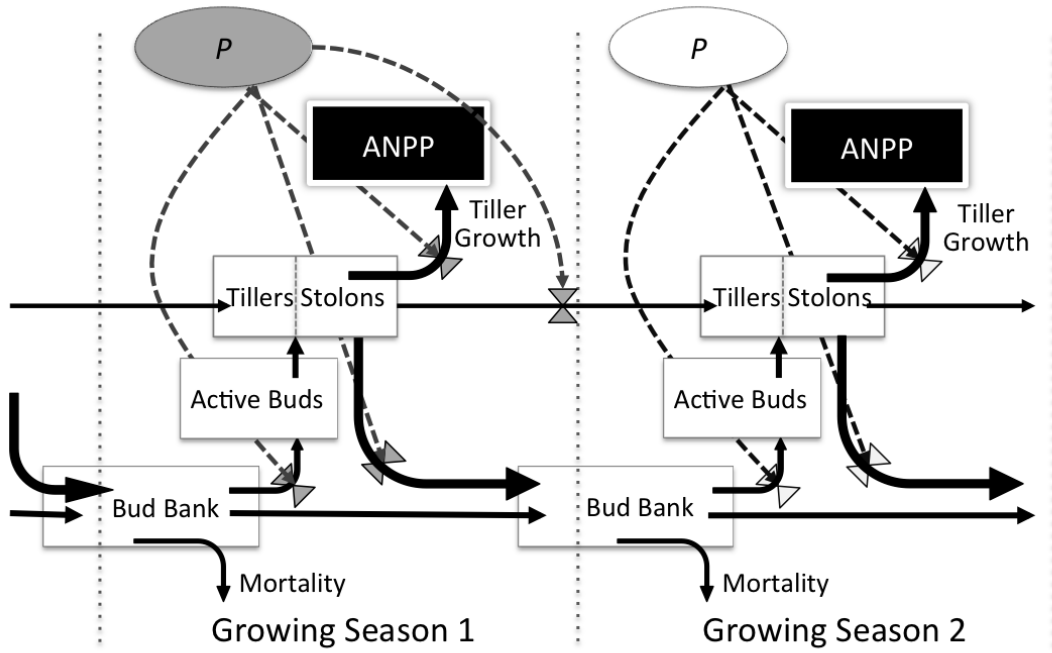 P
P
ANPP
ANPP
Tiller
Growth
Tiller
Growth
Tillers Stolons
Tillers Stolons
Active Buds
Active Buds
Bud Bank
Bud Bank
Mortality
Mortality
Growing Season 1
Growing Season 2